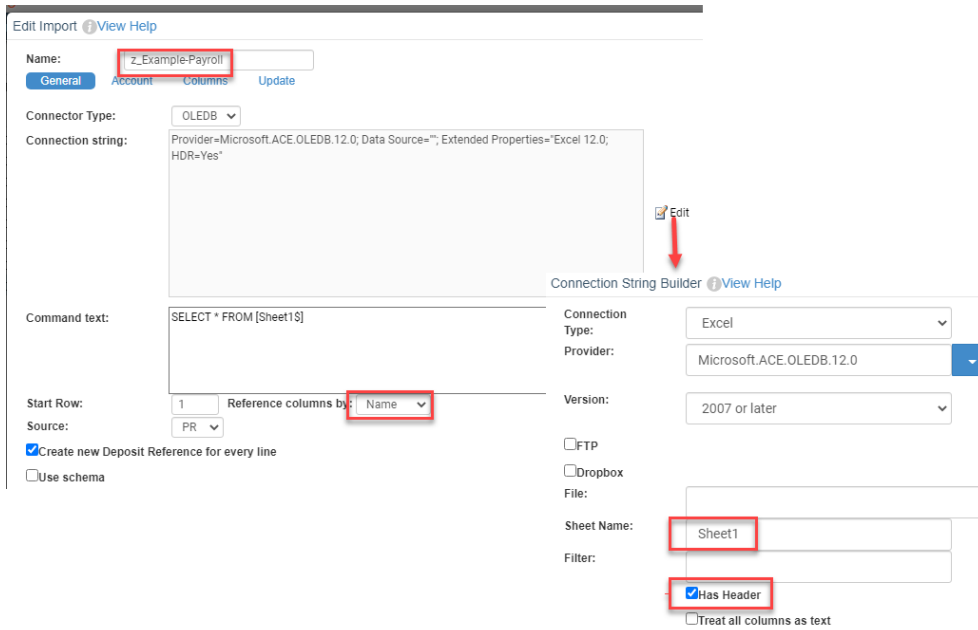 Edit Import View Help
Name: z_Example-Payroll
General Account Columns Update
Connector Type: OLEDB
Connection string: Provider=Microsoft.ACE.OLEDB.12.0; Data Source=""; Extended Properties="Excel 12.0;
HDR=Yes"
Edit
Command text: SELECT * FROM [Sheet1$]
Start Row: 1 Reference columns by: Name
Source: PR
Create new Deposit Reference for every line
Use schema
Connection String Builder View Help
Connection
Type: Excel
Provider: Microsoft.ACE.OLEDB.12.0
Version: 2007 or later
FTP
Dropbox
File:
Sheet Name: Sheet1
Filter:
Has Header
Treat all columns as text